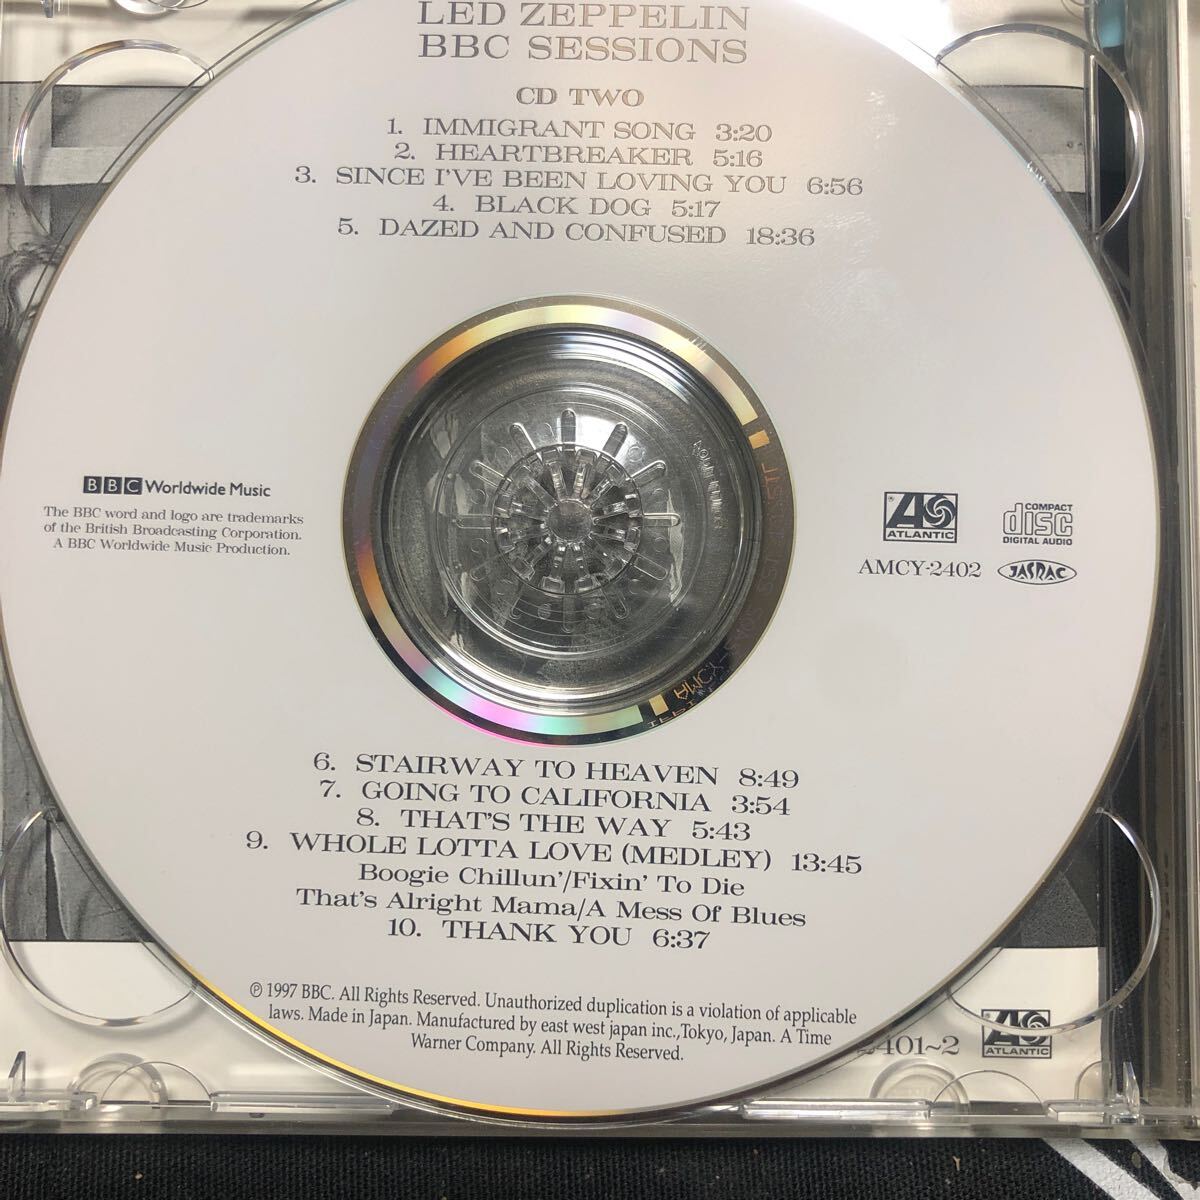 LED ZEPPELIN
BBC SESSIONS
CD TWO
1. IMMIGRANT SONG 3:20
2. HEARTBREAKER 5:16
3. SINCE I'VE BEEN LOVING YOU 6:56
4. BLACK DOG 5:17
5. DAZED AND CONFUSED 18:36
BBC Worldwide Music
The BBC word and logo are trademarks
of the British Broadcasting Corporation.
A BBC Worldwide Music Production.
ATLANTIC
COMPACT
disc
DIGITAL AUDIO
AMCY-2402 JASRAC
6. STAIRWAY TO HEAVEN 8:49
7. GOING TO CALIFORNIA 3:54
8. THAT'S THE WAY 5:43
9. WHOLE LOTTA LOVE (MEDLEY) 13:45
Boogie Chillun'/Fixin' To Die
That's Alright Mama/A Mess Of Blues
10. THANK YOU 6:37
℗ 1997 BBC. All Rights Reserved. Unauthorized duplication is a violation of applicable
laws. Made in Japan. Manufactured by east west japan inc.,Tokyo, Japan. A Time
Warner Company. All Rights Reserved.
2401~2
ATLANTIC